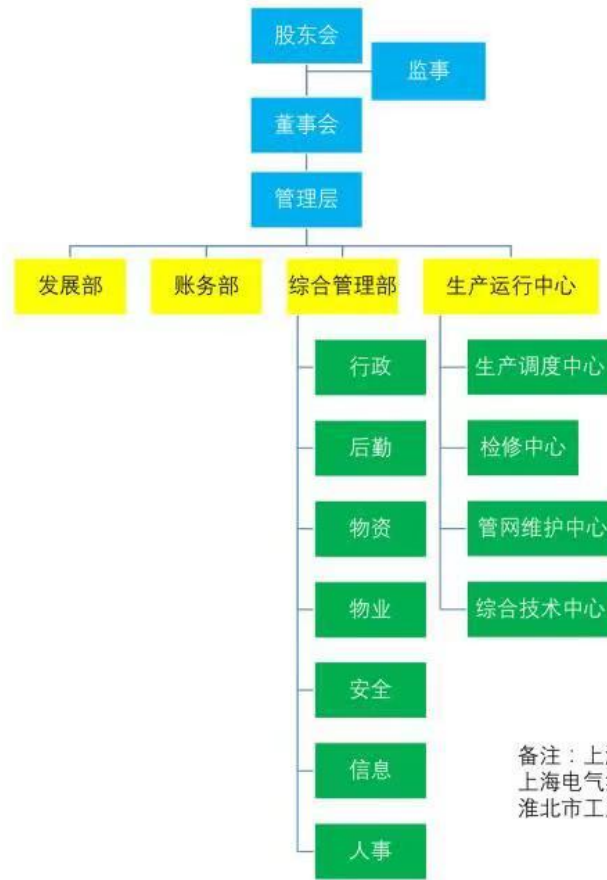 股东会
监事
董事会
管理层
发展部
账务部
综合管理部
生产运行中心
行政
后勤
物资
物业
安全
信息
人事
生产调度中心
检修中心
管网维护中心
综合技术中心
备注：上海
上海电气
淮北市工